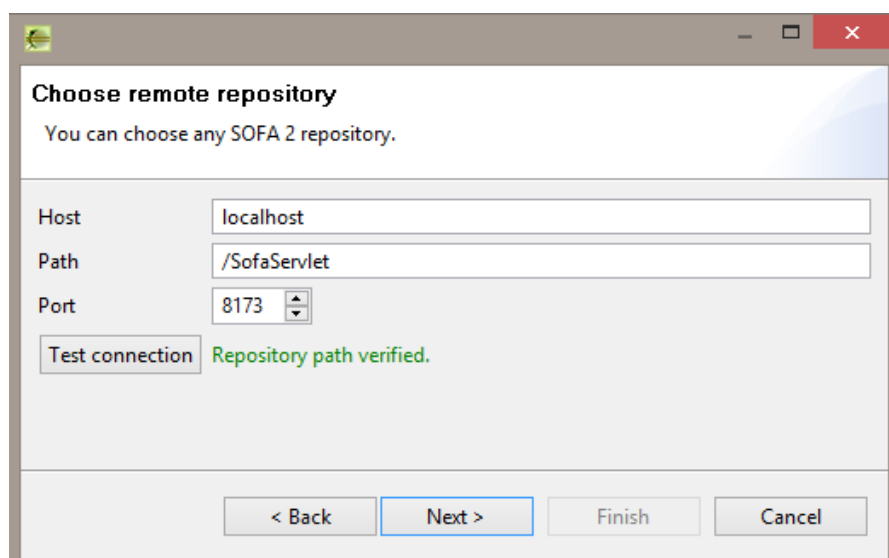 Choose remote repository
You can choose any SOFA 2 repository.
Host localhost
Path /SofaServlet
Port 8173
Test connection Repository path verified.
< Back Next > Finish Cancel